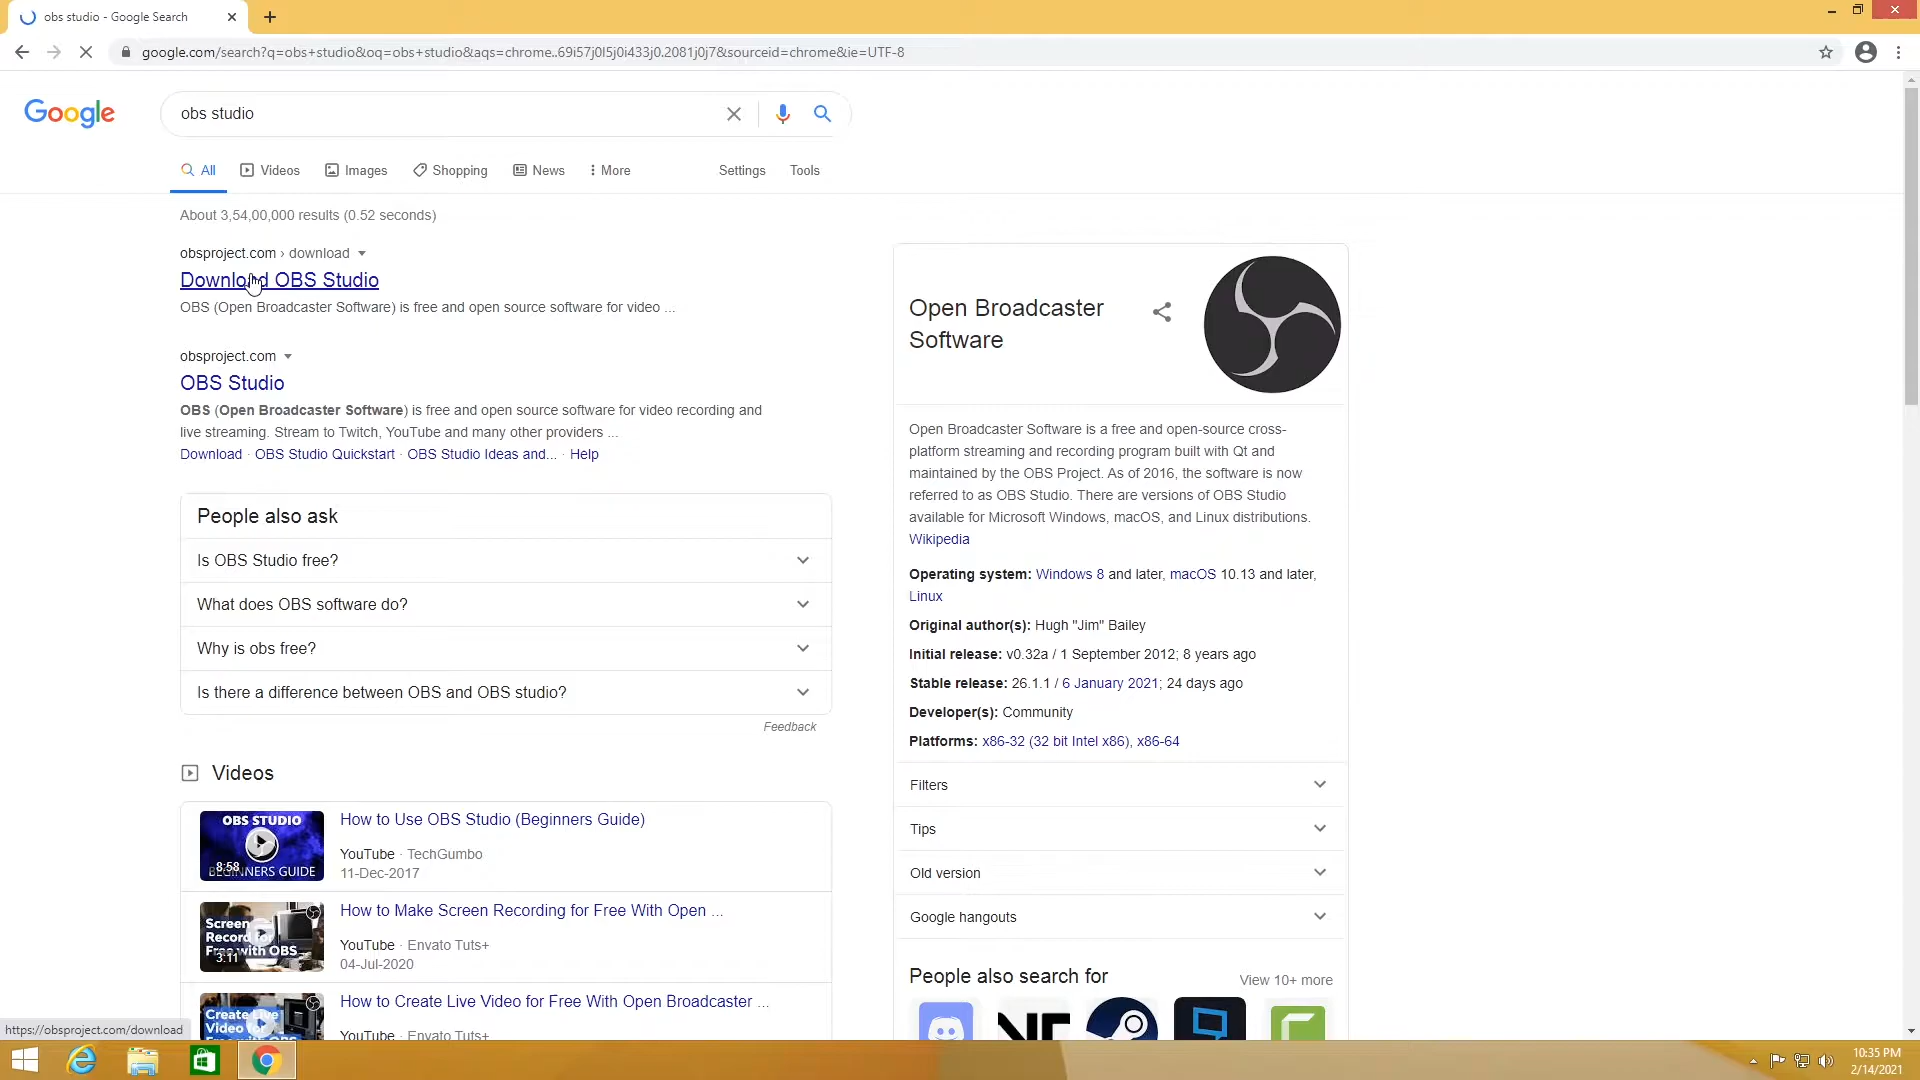 obs studio - Google Search
google.com/search?q=obs+studio&oq=obs+studio&aqs=chrome..69i57j0l5j0i433j0.2081j0j7&sourceid=chrome&ie=UTF-8
Google
obs studio
All
Videos
Images
Shopping
News
More
Settings
Tools
About 3,54,00,000 results (0.52 seconds)
obsproject.com › download
Download OBS Studio
OBS (Open Broadcaster Software) is free and open source software for video ...
obsproject.com
OBS Studio
OBS (Open Broadcaster Software) is free and open source software for video recording and
live streaming. Stream to Twitch, YouTube and many other providers ...
Download · OBS Studio Quickstart · OBS Studio Ideas and... · Help
People also ask
Is OBS Studio free?
What does OBS software do?
Why is obs free?
Is there a difference between OBS and OBS studio?
Feedback
Videos
OBS STUDIO
8:58
BEGINNERS GUIDE
How to Use OBS Studio (Beginners Guide)
YouTube · TechGumbo
11-Dec-2017
Screen
Record for
Free with OBS
3:11
How to Make Screen Recording for Free With Open ...
YouTube · Envato Tuts+
04-Jul-2020
Create Live
Video for
How to Create Live Video for Free With Open Broadcaster ...
YouTube · Envato Tuts+
Open Broadcaster
Software
Open Broadcaster Software is a free and open-source cross-
platform streaming and recording program built with Qt and
maintained by the OBS Project. As of 2016, the software is now
referred to as OBS Studio. There are versions of OBS Studio
available for Microsoft Windows, macOS, and Linux distributions.
Wikipedia
Operating system: Windows 8 and later, macOS 10.13 and later,
Linux
Original author(s): Hugh "Jim" Bailey
Initial release: v0.32a / 1 September 2012; 8 years ago
Stable release: 26.1.1 / 6 January 2021; 24 days ago
Developer(s): Community
Platforms: x86-32 (32 bit Intel x86), x86-64
Filters
Tips
Old version
Google hangouts
People also search for
View 10+ more
https://obsproject.com/download
10:35 PM
2/14/2021